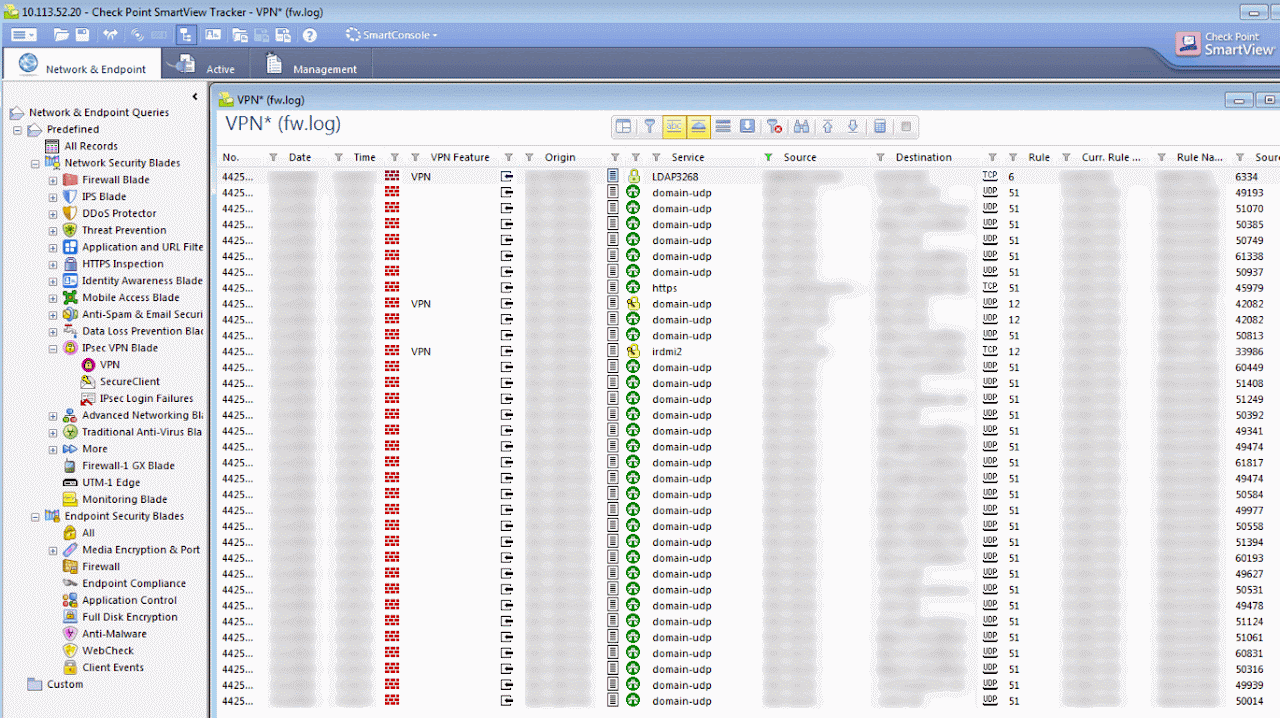 10.113.52.20 - Check Point SmartView Tracker - VPN* (fw.log)
SmartConsole
Check Point
SmartView
Network & Endpoint
Active
Management
Network & Endpoint Queries
Predefined
All Records
Network Security Blades
Firewall Blade
IPS Blade
DDoS Protector
Threat Prevention
Application and URL Filte
HTTPS Inspection
Identity Awareness Blade
Mobile Access Blade
Anti-Spam & Email Securi
Data Loss Prevention Blac
IPsec VPN Blade
VPN
SecureClient
IPsec Login Failures
Advanced Networking Bla
Traditional Anti-Virus Bla
More
Firewall-1 GX Blade
UTM-1 Edge
Monitoring Blade
Endpoint Security Blades
All
Media Encryption & Port
Firewall
Endpoint Compliance
Application Control
Full Disk Encryption
Anti-Malware
WebCheck
Client Events
Custom
VPN* (fw.log)
VPN* (fw.log)
abc
No. Date Time VPN Feature Origin Service Source Destination Rule Curr. Rule ... Rule Na... Sour
4425... VPN LDAP3268 TCP 6 6334
4425... domain-udp UDP 51 49193
4425... domain-udp UDP 51 51070
4425... domain-udp UDP 51 50385
4425... domain-udp UDP 51 50749
4425... domain-udp UDP 51 61338
4425... domain-udp UDP 51 50937
4425... https TCP 51 45979
4425... VPN domain-udp UDP 12 42082
4425... domain-udp UDP 12 42082
4425... domain-udp UDP 51 50813
4425... VPN irdmi2 TCP 12 33986
4425... domain-udp UDP 51 60449
4425... domain-udp UDP 51 51408
4425... domain-udp UDP 51 51249
4425... domain-udp UDP 51 50392
4425... domain-udp UDP 51 49341
4425... domain-udp UDP 51 49474
4425... domain-udp UDP 51 61817
4425... domain-udp UDP 51 49474
4425... domain-udp UDP 51 50584
4425... domain-udp UDP 51 49977
4425... domain-udp UDP 51 50558
4425... domain-udp UDP 51 51394
4425... domain-udp UDP 51 60193
4425... domain-udp UDP 51 49627
4425... domain-udp UDP 51 50531
4425... domain-udp UDP 51 49478
4425... domain-udp UDP 51 51124
4425... domain-udp UDP 51 51061
4425... domain-udp UDP 51 60831
4425... domain-udp UDP 51 50316
4425... domain-udp UDP 51 49939
4425... domain-udp UDP 51 50014